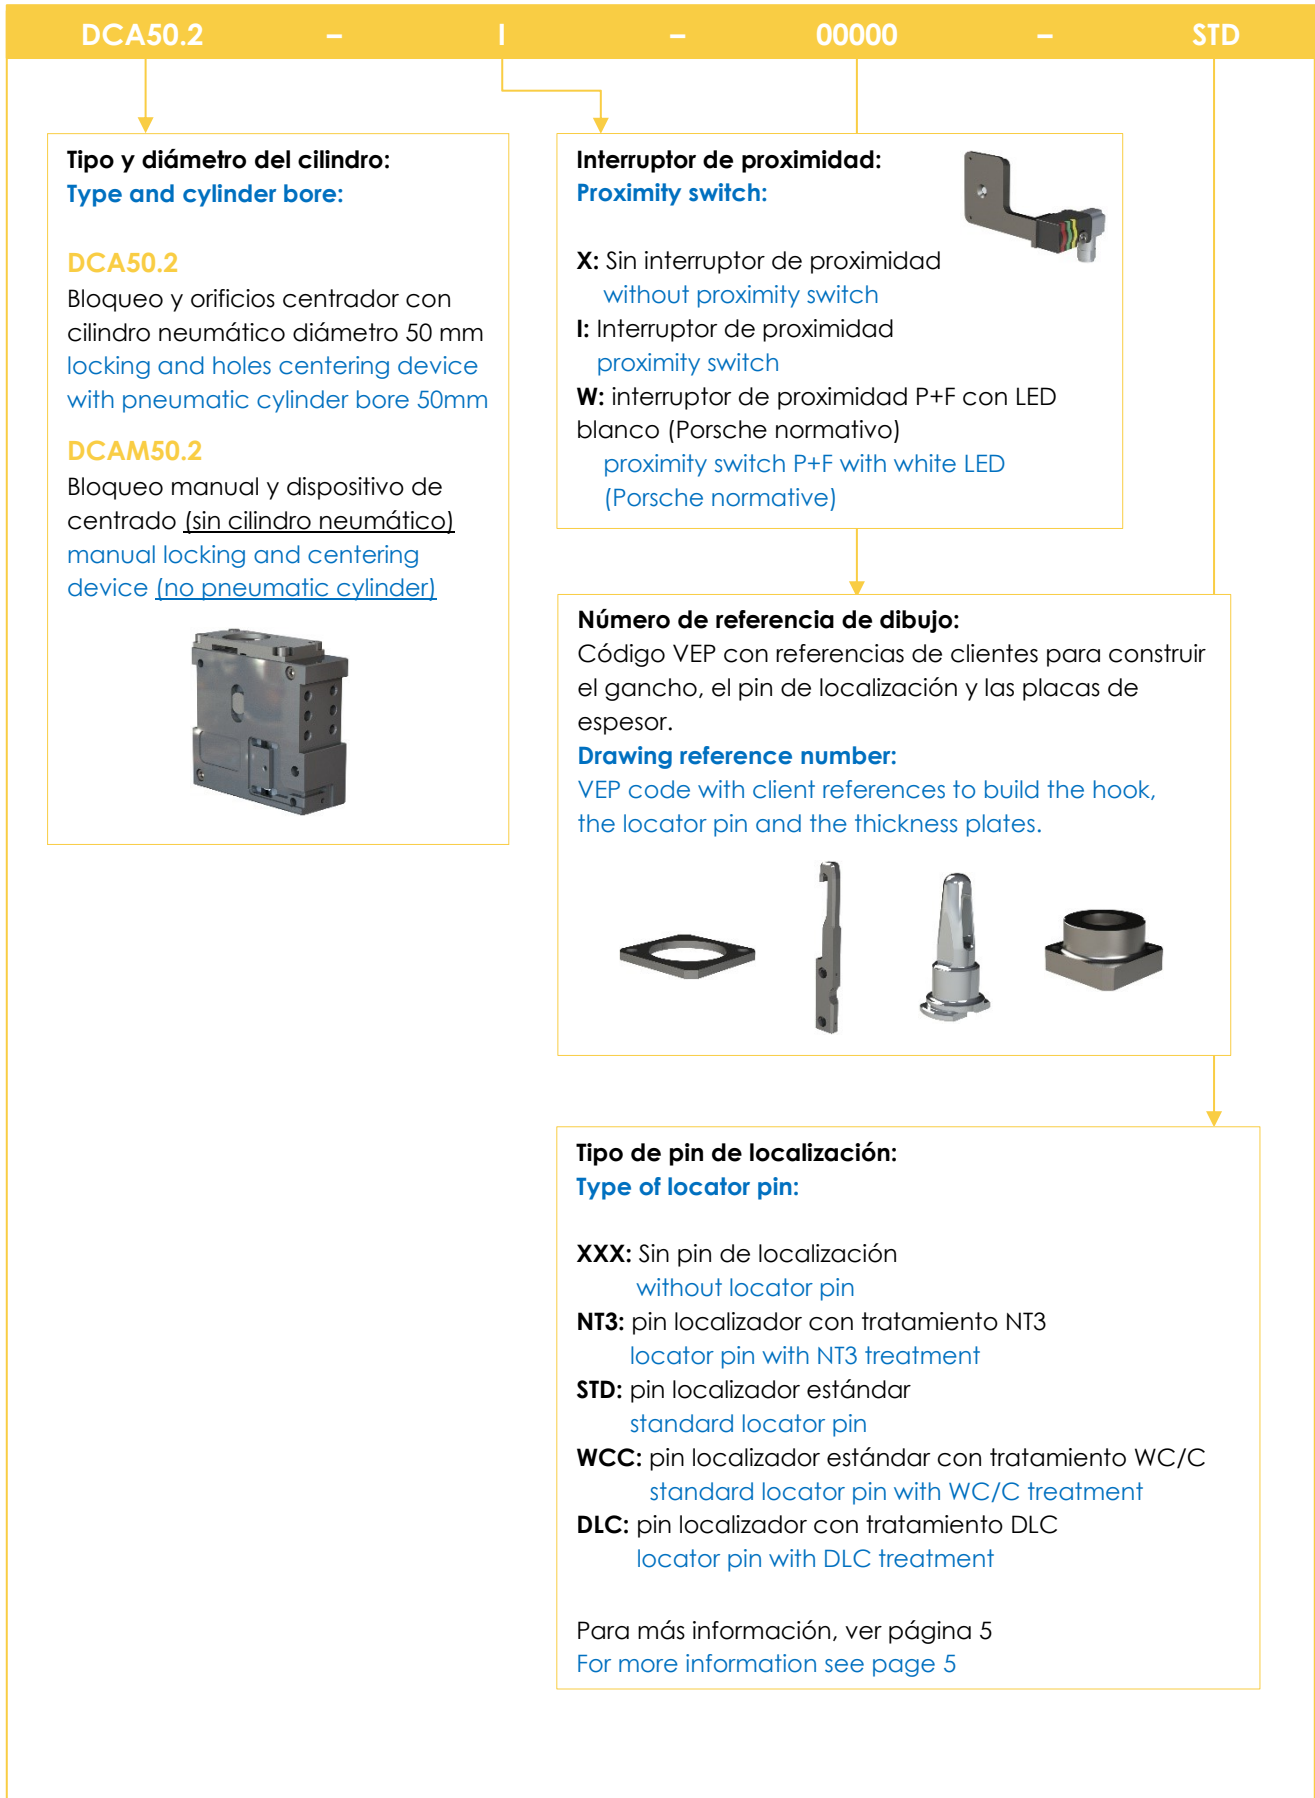 DCA50.2 – I – 00000 – STD
Tipo y diámetro del cilindro:
Type and cylinder bore:
DCA50.2
Bloqueo y orificios centrador con
cilindro neumático diámetro 50 mm
locking and holes centering device
with pneumatic cylinder bore 50mm
DCAM50.2
Bloqueo manual y dispositivo de
centrado (sin cilindro neumático)
manual locking and centering
device (no pneumatic cylinder)
Interruptor de proximidad:
Proximity switch:
X: Sin interruptor de proximidad
without proximity switch
I: Interruptor de proximidad
proximity switch
W: interruptor de proximidad P+F con LED
blanco (Porsche normativo)
proximity switch P+F with white LED
(Porsche normative)
Número de referencia de dibujo:
Código VEP con referencias de clientes para construir
el gancho, el pin de localización y las placas de
espesor.
Drawing reference number:
VEP code with client references to build the hook,
the locator pin and the thickness plates.
Tipo de pin de localización:
Type of locator pin:
XXX: Sin pin de localización
without locator pin
NT3: pin localizador con tratamiento NT3
locator pin with NT3 treatment
STD: pin localizador estándar
standard locator pin
WCC: pin localizador estándar con tratamiento WC/C
standard locator pin with WC/C treatment
DLC: pin localizador con tratamiento DLC
locator pin with DLC treatment
Para más información, ver página 5
For more information see page 5